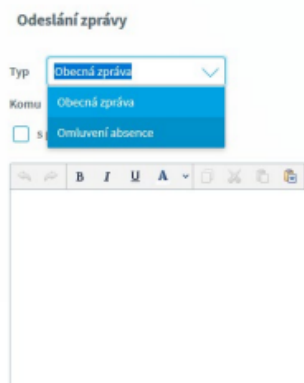 Odeslání zprávy
Typ Obecná zpráva
Komu Obecná zpráva
Omluvení absence
B I U A